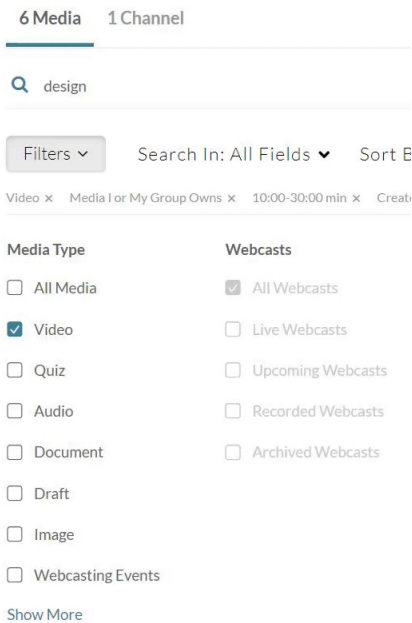 6 Media 1 Channel
design
Filters Search In: All Fields Sort B
Video × Media I or My Group Owns × 10:00-30:00 min × Create
Media Type Webcasts
All Media All Webcasts
Video Live Webcasts
Quiz Upcoming Webcasts
Audio Recorded Webcasts
Document Archived Webcasts
Draft
Image
Webcasting Events
Show More